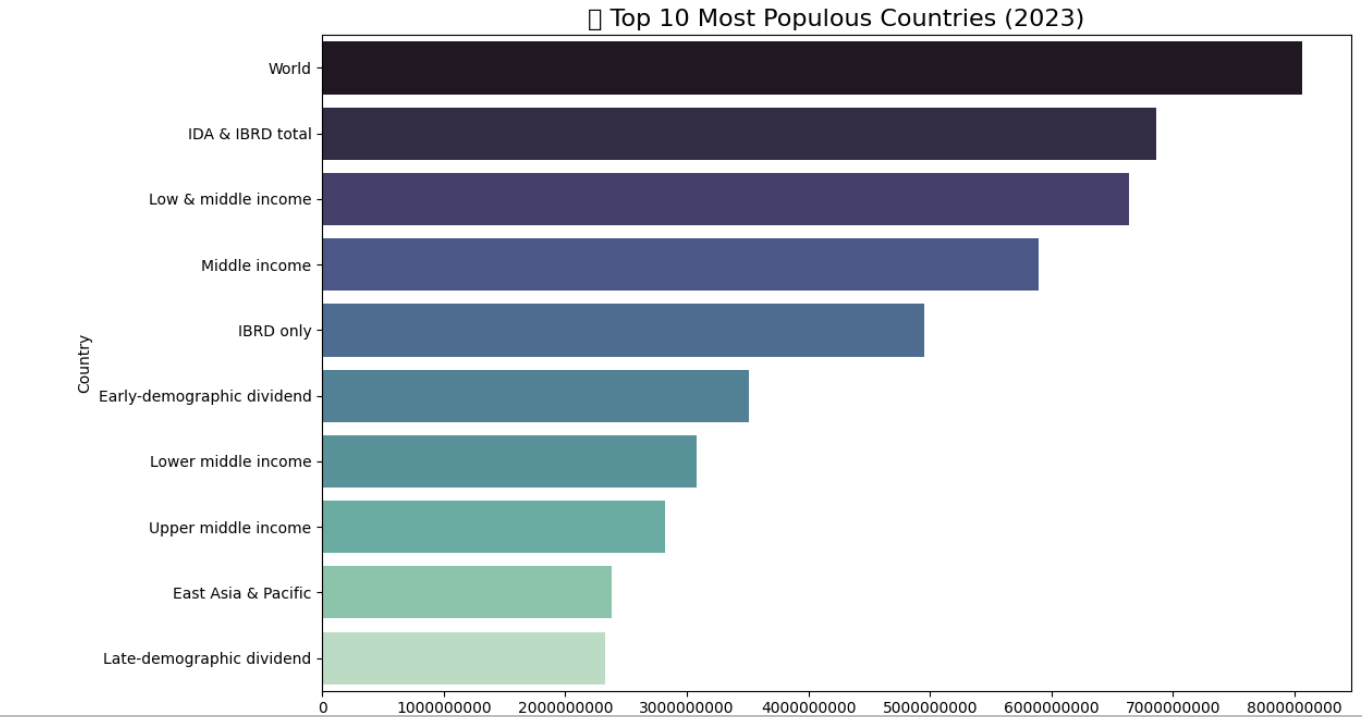 ▯ Top 10 Most Populous Countries (2023)
World
IDA & IBRD total
Low & middle income
Middle income
IBRD only
Early-demographic dividend
Lower middle income
Upper middle income
East Asia & Pacific
Late-demographic dividend
Country
0 1000000000 2000000000 3000000000 4000000000 5000000000 6000000000 7000000000 8000000000